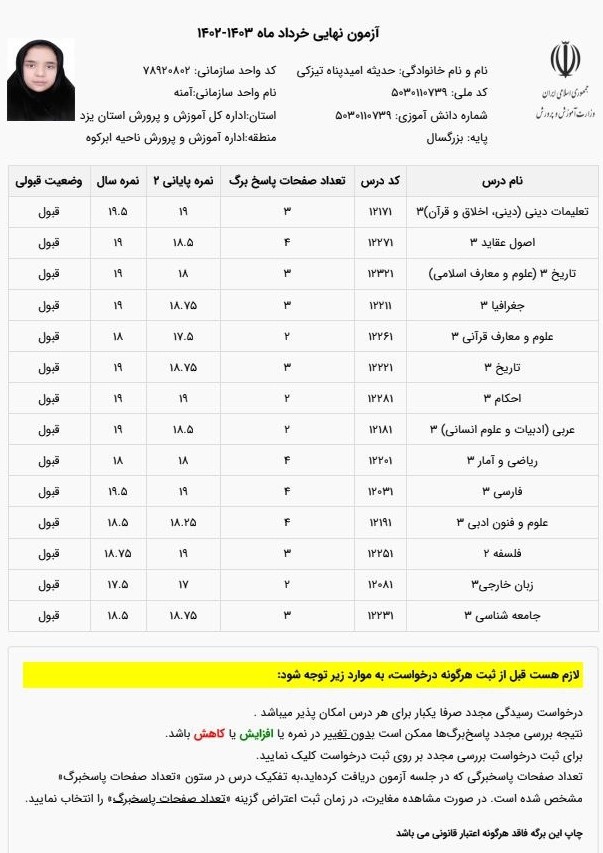 آزمون نهایی خرداد ماه ۱۴۰۳-۱۴۰۲
جمهوری اسلامی ایران
وزارت آموزش و پرورش
نام و نام خانوادگی: حدیثه امیدپناه تیزکی کد واحد سازمانی: ۷۸۹۲۰۸۰۲
کد ملی: ۵۰۳۰۱۱۰۷۳۹ نام واحد سازمانی:آمنه
شماره دانش آموزی: ۵۰۳۰۱۱۰۷۳۹ استان:اداره کل آموزش و پرورش استان یزد
پایه: بزرگسال منطقه:اداره آموزش و پرورش ناحیه ابرکوه
نام درس کد درس تعداد صفحات پاسخ برگ نمره پایانی ۲ نمره سال وضعیت قبولی
تعلیمات دینی (دینی، اخلاق و قرآن)۳ ۱۲۱۷۱ ۳ ۱۹ ۱۹.۵ قبول
اصول عقاید ۳ ۱۲۲۷۱ ۴ ۱۸.۵ ۱۹ قبول
تاریخ ۳ (علوم و معارف اسلامی) ۱۲۳۲۱ ۳ ۱۸ ۱۹ قبول
جغرافیا ۳ ۱۲۲۱۱ ۳ ۱۸.۷۵ ۱۹ قبول
علوم و معارف قرآنی ۳ ۱۲۲۶۱ ۲ ۱۷.۵ ۱۸ قبول
تاریخ ۳ ۱۲۲۲۱ ۳ ۱۸.۷۵ ۱۹ قبول
احکام ۳ ۱۲۲۸۱ ۲ ۱۹ ۱۹ قبول
عربی (ادبیات و علوم انسانی) ۳ ۱۲۱۸۱ ۲ ۱۸.۵ ۱۹ قبول
ریاضی و آمار ۳ ۱۲۲۰۱ ۴ ۱۸ ۱۸ قبول
فارسی ۳ ۱۲۰۳۱ ۴ ۱۹ ۱۹.۵ قبول
علوم و فنون ادبی ۳ ۱۲۱۹۱ ۴ ۱۸.۲۵ ۱۸.۵ قبول
فلسفه ۲ ۱۲۲۵۱ ۳ ۱۹ ۱۸.۷۵ قبول
زبان خارجی۳ ۱۲۰۸۱ ۲ ۱۷ ۱۷.۵ قبول
جامعه شناسی ۳ ۱۲۲۳۱ ۳ ۱۸.۷۵ ۱۸.۵ قبول
لازم هست قبل از ثبت هرگونه درخواست، به موارد زیر توجه شود:
درخواست رسیدگی مجدد صرفا یکبار برای هر درس امکان پذیر میباشد .
نتیجه بررسی مجدد پاسخ‌برگ‌ها ممکن است بدون تغییر در نمره یا افزایش یا کاهش باشد.
برای ثبت درخواست بررسی مجدد بر روی ثبت درخواست کلیک نمایید.
تعداد صفحات پاسخبرگی که در جلسه آزمون دریافت کرده‌اید،به تفکیک درس در ستون «تعداد صفحات پاسخبرگ»
مشخص شده است. در صورت مشاهده مغایرت، در زمان ثبت اعتراض گزینه «تعداد صفحات پاسخبرگ» را انتخاب نمایید.
چاپ این برگه فاقد هرگونه اعتبار قانونی می باشد